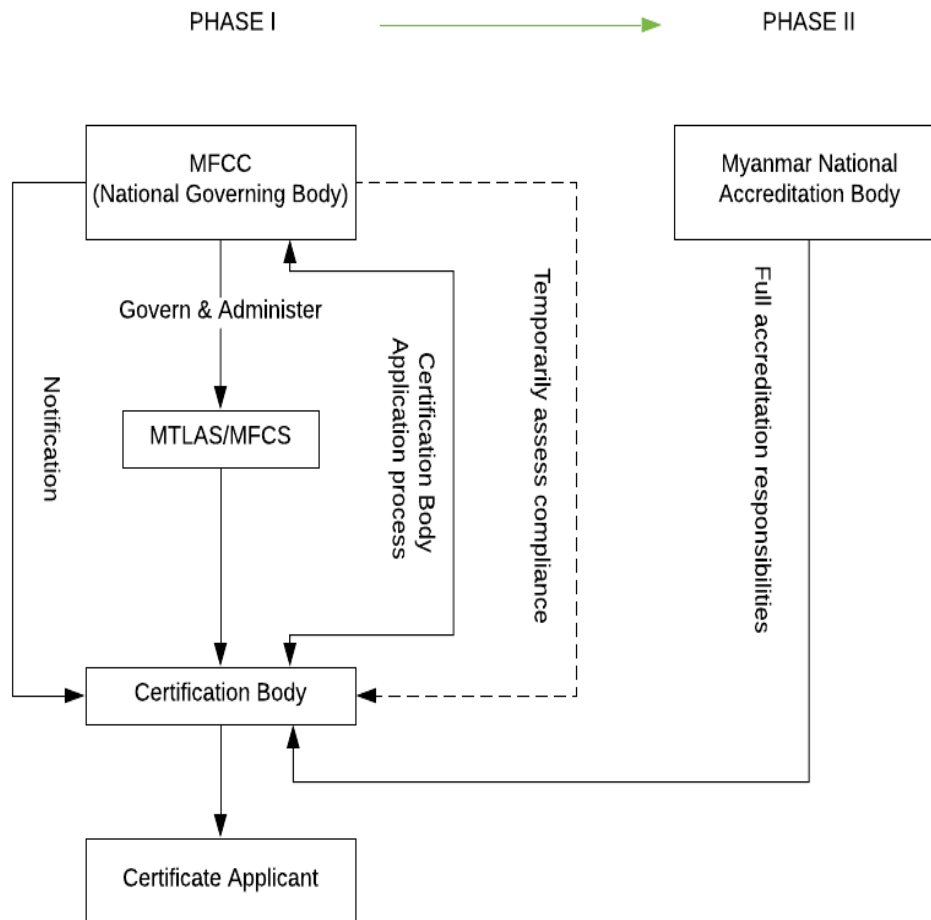 PHASE I
PHASE II
MFCC
(National Governing Body)
Myanmar National
Accreditation Body
Govern & Administer
Notification
Certification Body
Application process
Temporarily assess compliance
Full accreditation responsibilities
MTLAS/MFCS
Certification Body
Certificate Applicant